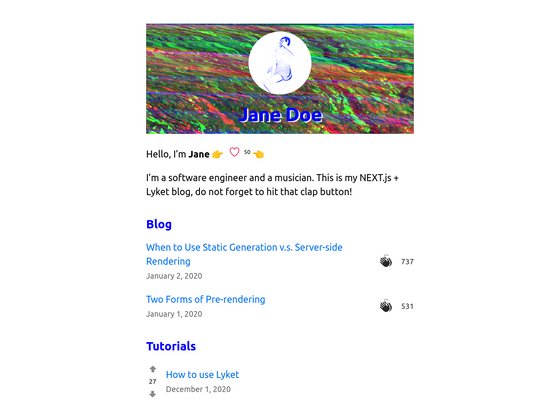 Jane Doe
Hello, I'm Jane 👉 50 👈
I'm a software engineer and a musician. This is my NEXT.js +
Lyket blog, do not forget to hit that clap button!
Blog
When to Use Static Generation v.s. Server-side
Rendering
737
January 2, 2020
Two Forms of Pre-rendering
531
January 1, 2020
Tutorials
27
How to use Lyket
December 1, 2020